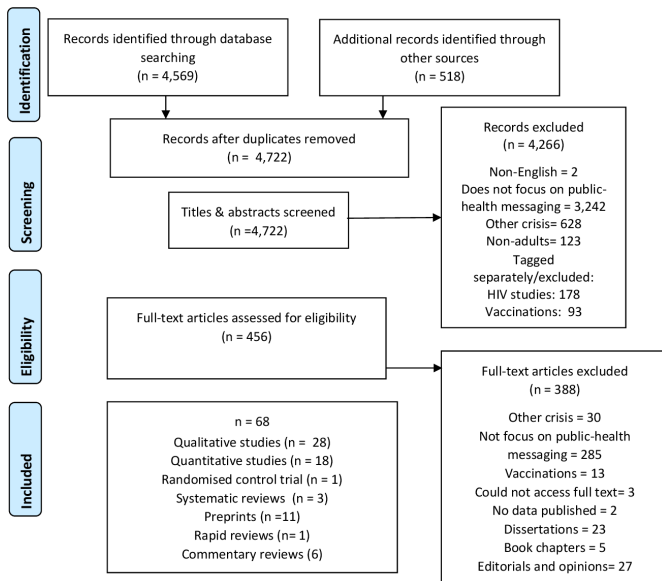 Identification
Records identified through database
searching
(n = 4,569)
Additional records identified through
other sources
(n = 518)
Records after duplicates removed
(n = 4,722)
Screening
Titles & abstracts screened
(n =4,722)
Records excluded
(n = 4,266)
Non-English = 2
Does not focus on public-
health messaging = 3,242
Other crisis= 628
Non-adults= 123
Tagged
separately/excluded:
HIV studies: 178
Vaccinations: 93
Eligibility
Full-text articles assessed for eligibility
(n = 456)
Full-text articles excluded
(n = 388)
Other crisis = 30
Not focus on public-health
messaging = 285
Vaccinations = 13
Could not access full text= 3
No data published = 2
Dissertations = 23
Book chapters = 5
Editorials and opinions= 27
Included
n = 68
Qualitative studies (n = 28)
Quantitative studies (n = 18)
Randomised control trial (n = 1)
Systematic reviews (n = 3)
Preprints (n =11)
Rapid reviews (n= 1)
Commentary reviews (6)